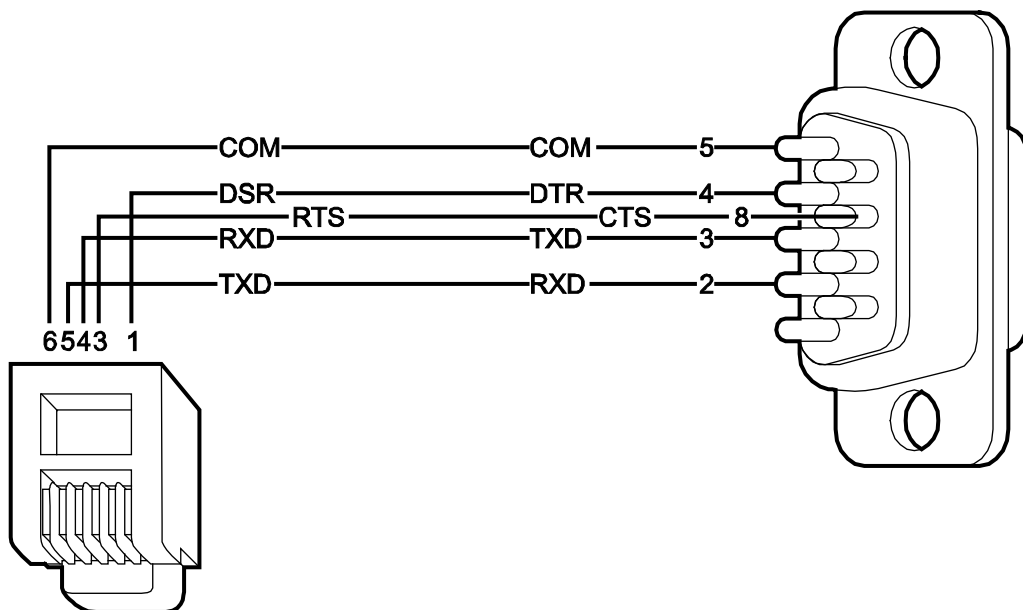 COM COM 5
DSR DTR 4
RTS CTS 8
RXD TXD 3
TXD RXD 2
6543 1